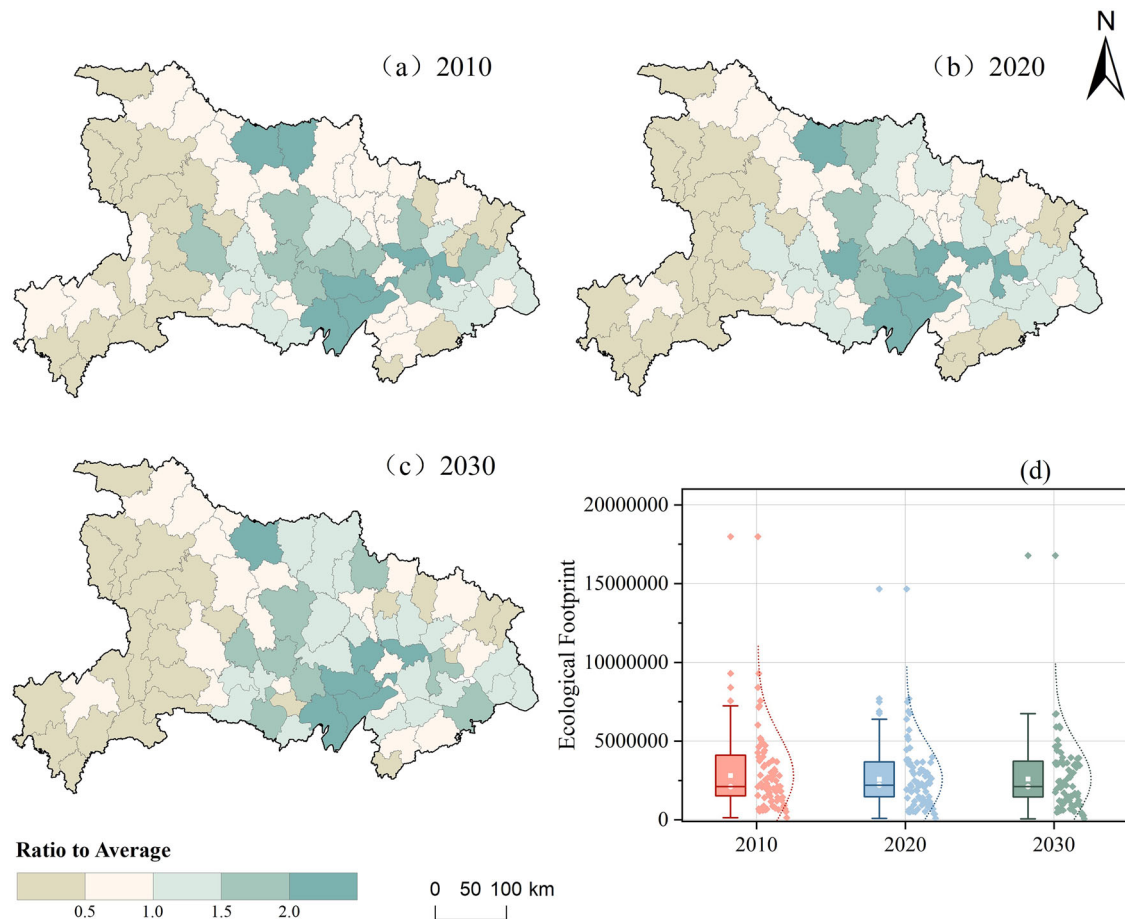 （a）2010
（b）2020
N
（c）2030
(d)
20000000
15000000
10000000
5000000
0
Ecological Footprint
2010
2020
2030
Ratio to Average
0.5
1.0
1.5
2.0
0 50 100 km